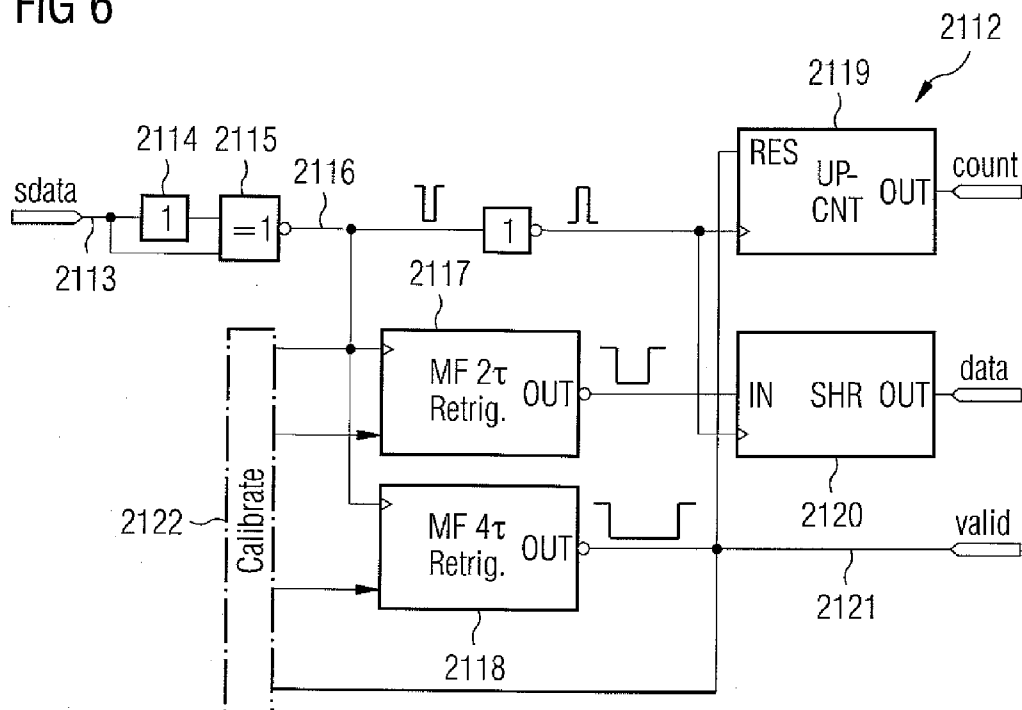 FIG 6
2112
2119
2114 2115
2116
sdata
1
=1
1
RES
UP-
CNT
OUT
count
2113
2117
MF 2τ
Retrig.
OUT
IN
SHR
OUT
data
2122
Calibrate
MF 4τ
Retrig.
OUT
2120
valid
2121
2118